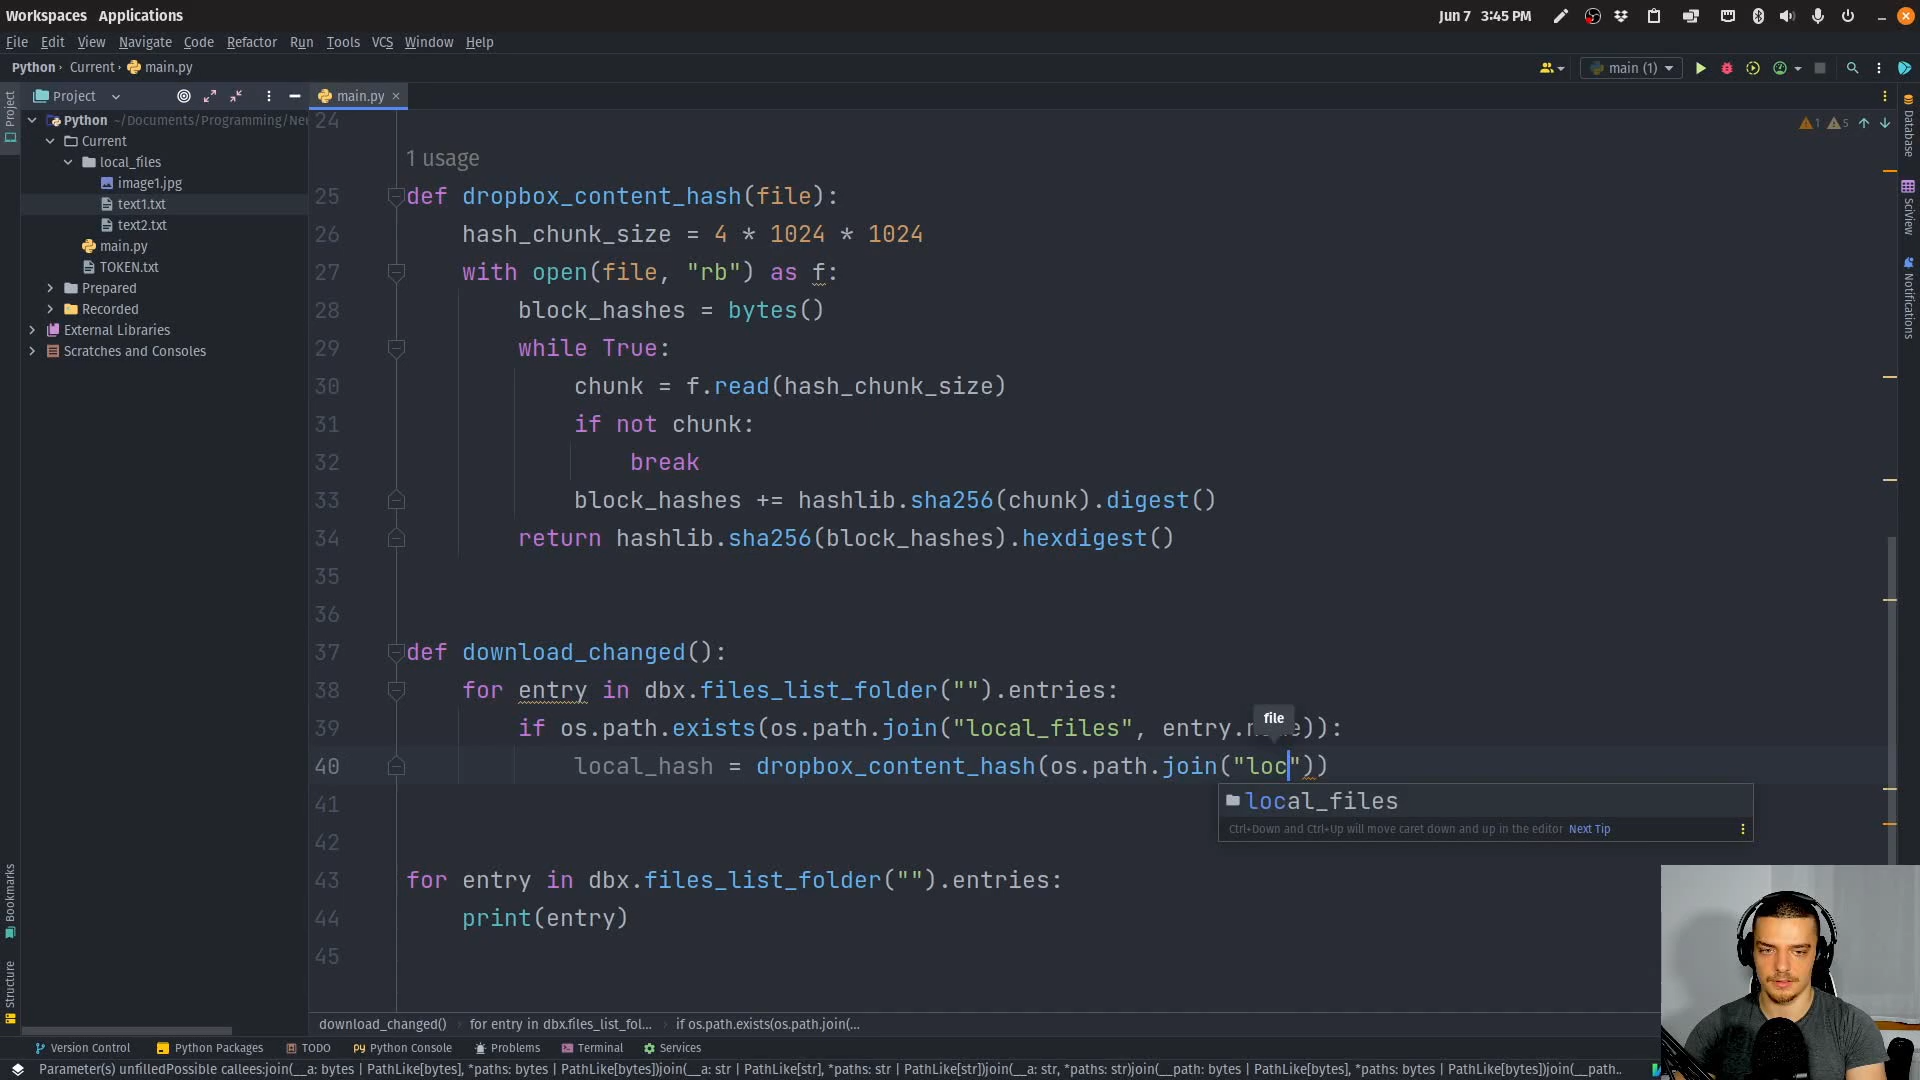 Workspaces Applications
Jun 7 3:45 PM
File Edit View Navigate Code Refactor Run Tools VCS Window Help
Python Current main.py
main (1)
Project
main.py
Python ~/Documents/Programming/Ne
Current
local_files
image1.jpg
text1.txt
text2.txt
main.py
TOKEN.txt
Prepared
Recorded
External Libraries
Scratches and Consoles
Project
Bookmarks
Structure
Database
SciView
Notifications
1 5
24
1 usage
25 def dropbox_content_hash(file):
26 hash_chunk_size = 4 * 1024 * 1024
27 with open(file, "rb") as f:
28 block_hashes = bytes()
29 while True:
30 chunk = f.read(hash_chunk_size)
31 if not chunk:
32 break
33 block_hashes += hashlib.sha256(chunk).digest()
34 return hashlib.sha256(block_hashes).hexdigest()
35
36
37 def download_changed():
38 for entry in dbx.files_list_folder("").entries:
39 if os.path.exists(os.path.join("local_files", entry.
file
40 local_hash = dropbox_content_hash(os.path.join("loc"))
local_files
Ctrl+Down and Ctrl+Up will move caret down and up in the editor Next Tip
41
42
43 for entry in dbx.files_list_folder("").entries:
44 print(entry)
45
download_changed() for entry in dbx.files_list_fol... if os.path.exists(os.path.join(...
Version Control Python Packages TODO Python Console Problems Terminal Services
Parameter(s) unfilledPossible callees:join(__a: bytes | PathLike[bytes], *paths: bytes | PathLike[bytes])join(__a: str | PathLike[str], *paths: str | PathLike[str])join(__a: str, *paths: str)join(__path: bytes | PathLike[bytes], *paths: bytes | PathLike[bytes])join(__path..